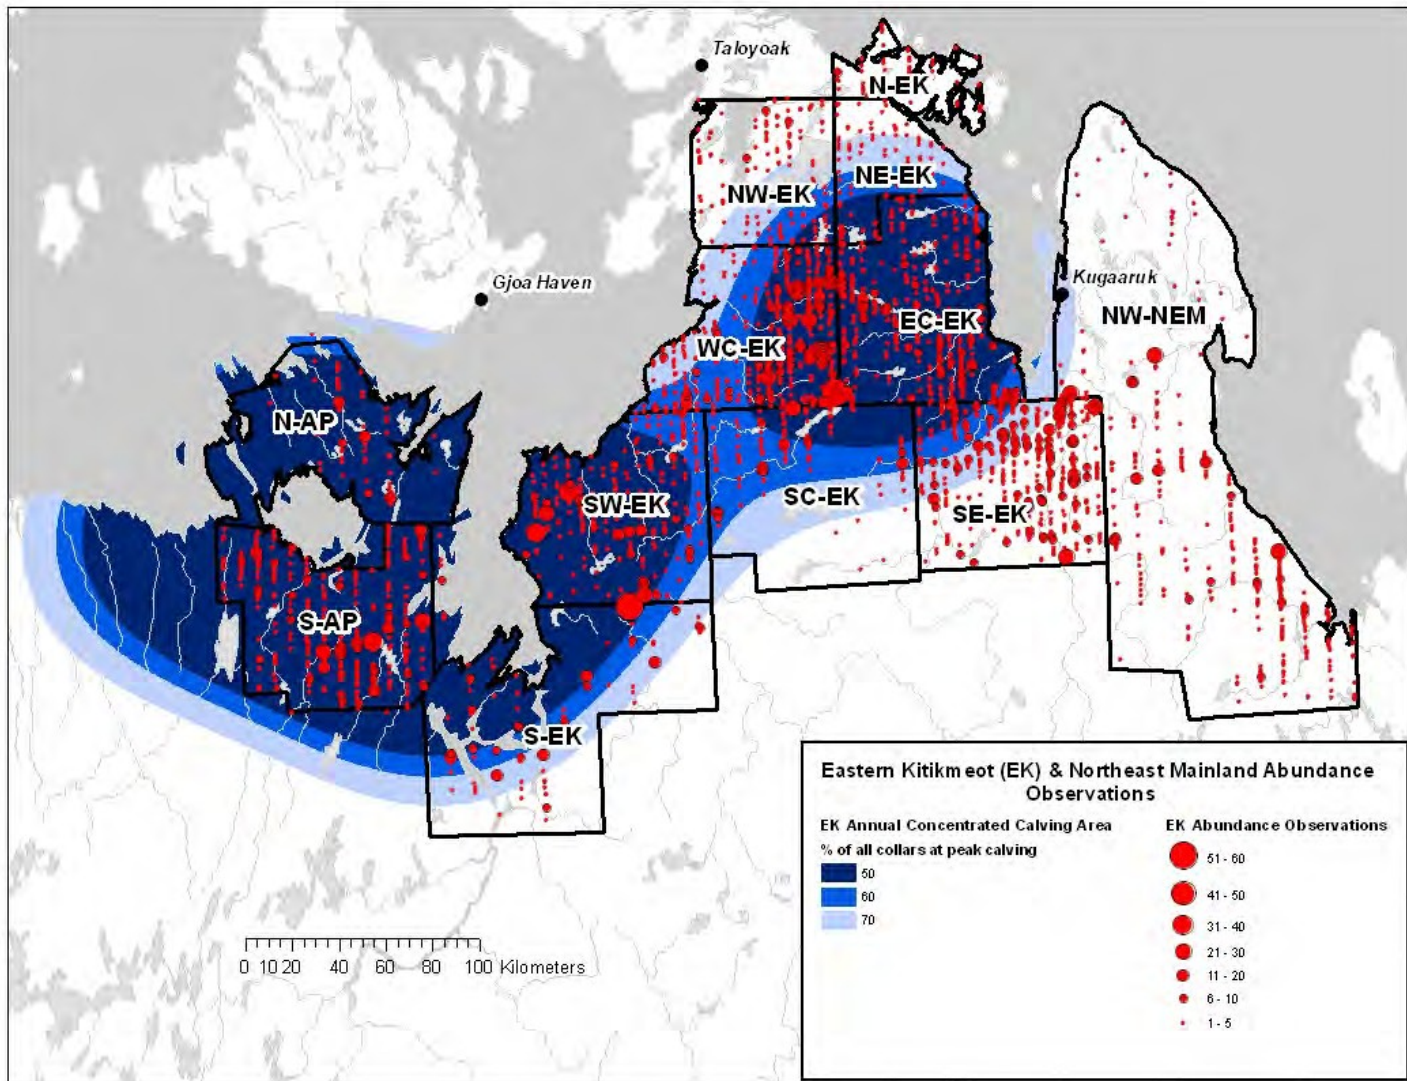 Taloyoak
N-EK
NW-EK
NE-EK
Gjoa Haven
Kugaaruk
NW-NEM
EC-EK
WC-EK
N-AP
SW-EK
SC-EK
SE-EK
S-AP
S-EK
Eastern Kitikmeot (EK) & Northeast Mainland Abundance
Observations
EK Annual Concentrated Calving Area
% of all collars at peak calving
50
60
70
EK Abundance Observations
51 - 60
41 - 50
31 - 40
21 - 30
11 - 20
6 - 10
1 - 5
0 10 20 40 60 80 100 Kilometers